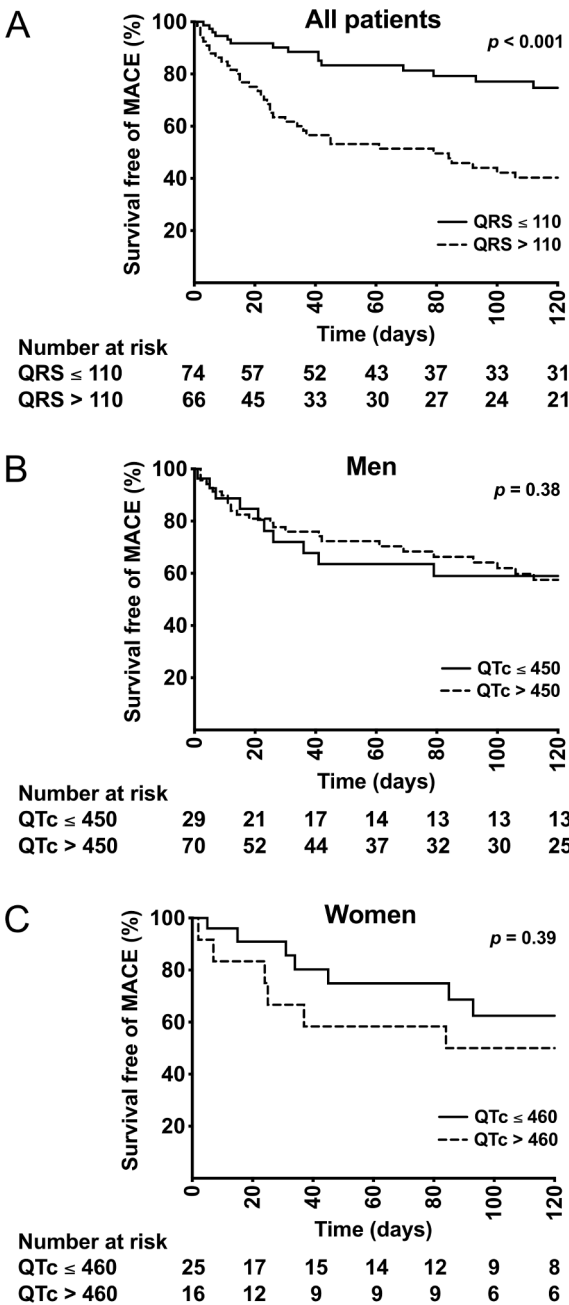 A
All patients
p < 0.001
Survival free of MACE (%)
100
80
60
40
20
QRS ≤ 110
QRS > 110
0 20 40 60 80 100 120
Time (days)
Number at risk
QRS ≤ 110 74 57 52 43 37 33 31
QRS > 110 66 45 33 30 27 24 21
B
Men
p = 0.38
Survival free of MACE (%)
100
80
60
40
20
QTc ≤ 450
QTc > 450
0 20 40 60 80 100 120
Time (days)
Number at risk
QTc ≤ 450 29 21 17 14 13 13 13
QTc > 450 70 52 44 37 32 30 25
C
Women
p = 0.39
Survival free of MACE (%)
100
80
60
40
20
QTc ≤ 460
QTc > 460
0 20 40 60 80 100 120
Time (days)
Number at risk
QTc ≤ 460 25 17 15 14 12 9 8
QTc > 460 16 12 9 9 9 6 6